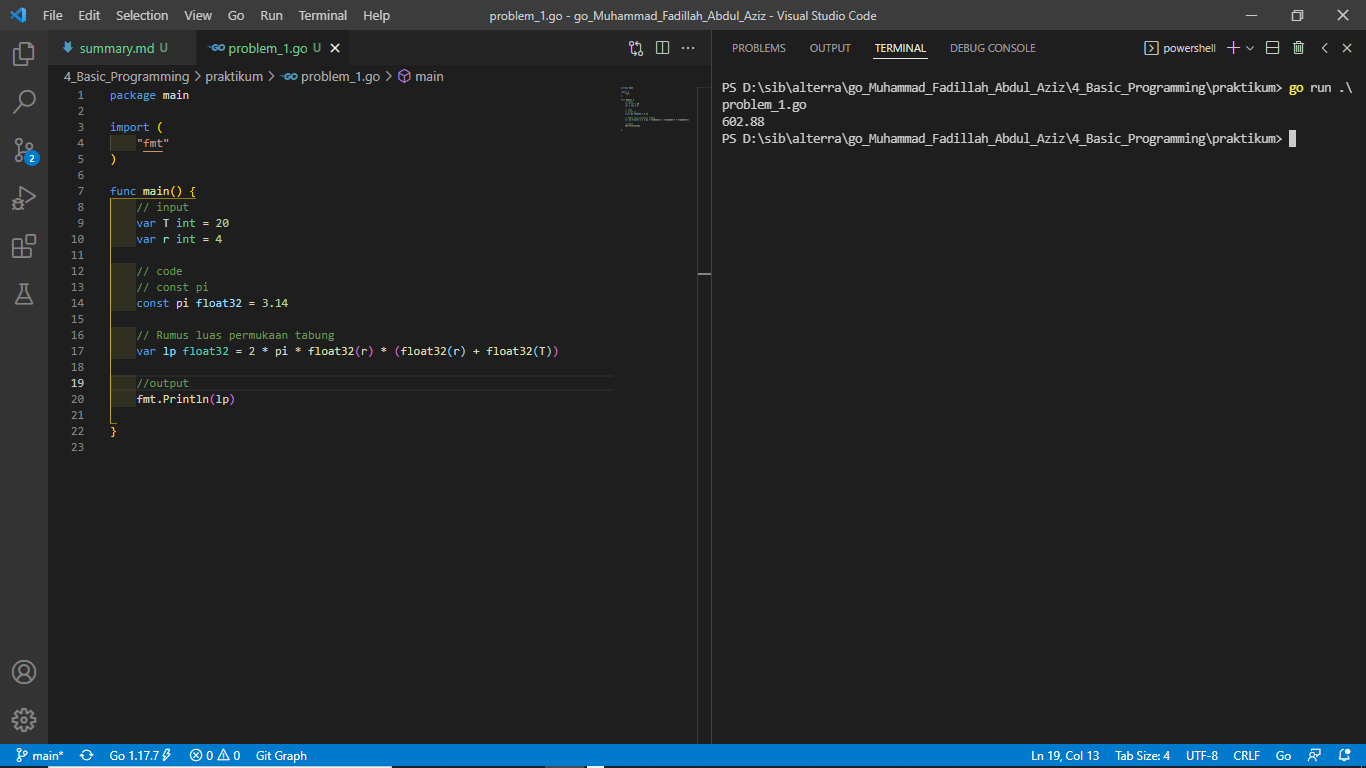 File Edit Selection View Go Run Terminal Help problem_1.go - go_Muhammad_Fadillah_Abdul_Aziz - Visual Studio Code
summary.md U problem_1.go U
4_Basic_Programming > praktikum > problem_1.go > main
1 package main
2
3 import (
4 "fmt"
5 )
6
7 func main() {
8 // input
9 var T int = 20
10 var r int = 4
11
12 // code
13 // const pi
14 const pi float32 = 3.14
15
16 // Rumus luas permukaan tabung
17 var lp float32 = 2 * pi * float32(r) * (float32(r) + float32(T))
18
19 //output
20 fmt.Println(lp)
21
22 }
23
PROBLEMS OUTPUT TERMINAL DEBUG CONSOLE powershell
PS D:\sib\alterra\go_Muhammad_Fadillah_Abdul_Aziz\4_Basic_Programming\praktikum> go run .\
problem_1.go
602.88
PS D:\sib\alterra\go_Muhammad_Fadillah_Abdul_Aziz\4_Basic_Programming\praktikum>
2
main* Go 1.17.7 0 0 Git Graph Ln 19, Col 13 Tab Size: 4 UTF-8 CRLF Go